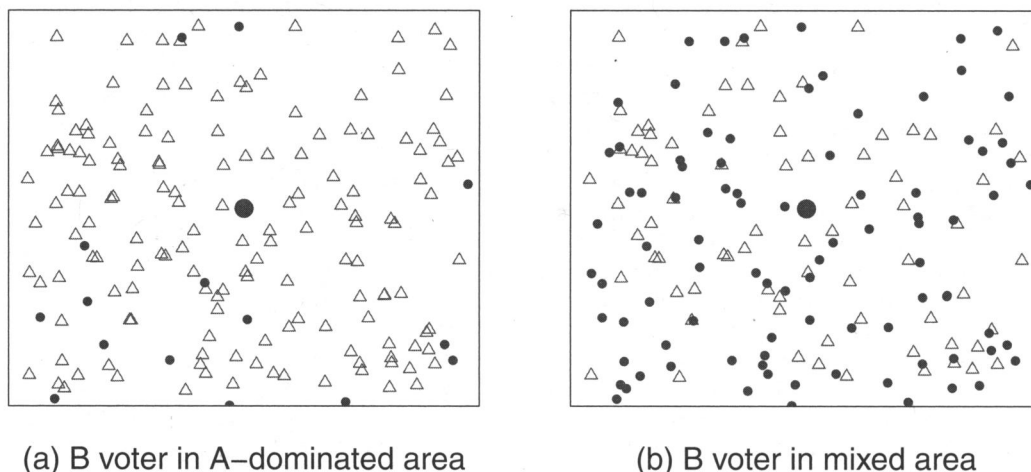 (a) B voter in A−dominated area
(b) B voter in mixed area